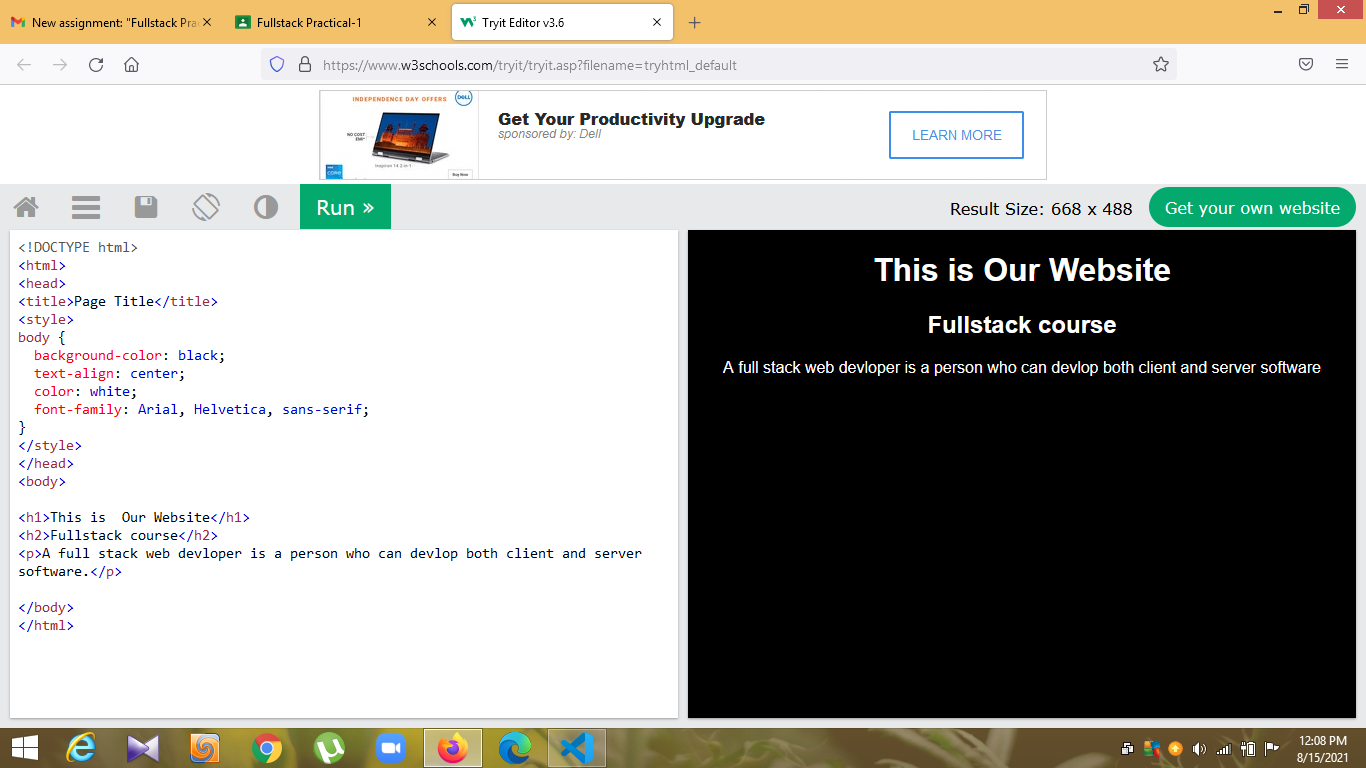 New assignment: "Fullstack Pra
Fullstack Practical-1
Tryit Editor v3.6
https://www.w3schools.com/tryit/tryit.asp?filename=tryhtml_default
INDEPENDENCE DAY OFFERS
DELL
NO COST
EMI*
Inspiron 14 2-in-1
CORE
Buy Now
Get Your Productivity Upgrade
sponsored by: Dell
LEARN MORE
Run »
Result Size: 668 x 488
Get your own website
<!DOCTYPE html>
<html>
<head>
<title>Page Title</title>
<style>
body {
  background-color: black;
  text-align: center;
  color: white;
  font-family: Arial, Helvetica, sans-serif;
}
</style>
</head>
<body>
<h1>This is  Our Website</h1>
<h2>Fullstack course</h2>
<p>A full stack web devloper is a person who can devlop both client and server
software.</p>
</body>
</html>
This is Our Website
Fullstack course
A full stack web devloper is a person who can devlop both client and server software
12:08 PM
8/15/2021